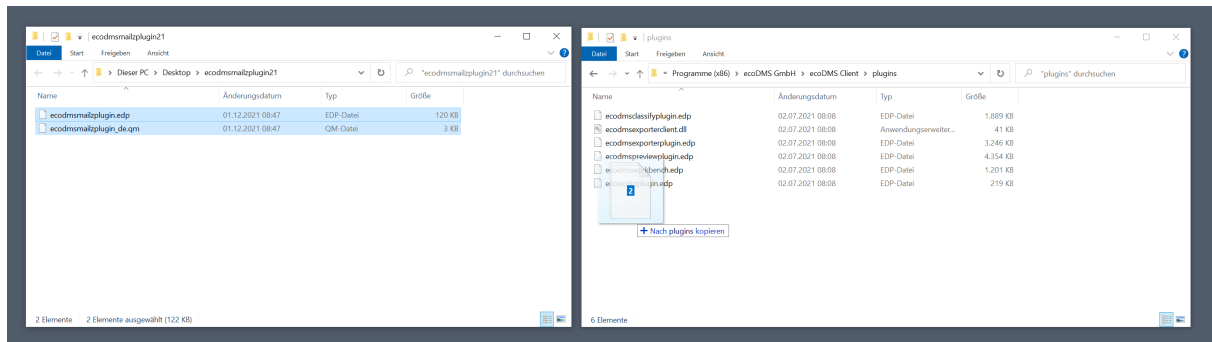 ecodmsmailzplugin21
Datei Start Freigeben Ansicht
Dieser PC > Desktop > ecodmsmailzplugin21
"ecodmsmailzplugin21" durchsuchen
Name Änderungsdatum Typ Größe
ecodmsmailzplugin.edp 01.12.2021 08:47 EDP-Datei 120 KB
ecodmsmailzplugin_de.qm 01.12.2021 08:47 QM-Datei 3 KB
2 Elemente 2 Elemente ausgewählt (122 KB)
plugins
Datei Start Freigeben Ansicht
« Programme (x86) > ecoDMS GmbH > ecoDMS Client > plugins
"plugins" durchsuchen
Name Änderungsdatum Typ Größe
ecodmsclassifyplugin.edp 02.07.2021 08:08 EDP-Datei 1.889 KB
ecodmsexporterclient.dll 02.07.2021 08:08 Anwendungserweiter... 41 KB
ecodmsexporterplugin.edp 02.07.2021 08:08 EDP-Datei 3.246 KB
ecodmspreviewplugin.edp 02.07.2021 08:08 EDP-Datei 4.354 KB
02.07.2021 08:08 EDP-Datei 1.201 KB
02.07.2021 08:08 EDP-Datei 219 KB
2
Nach plugins kopieren
6 Elemente